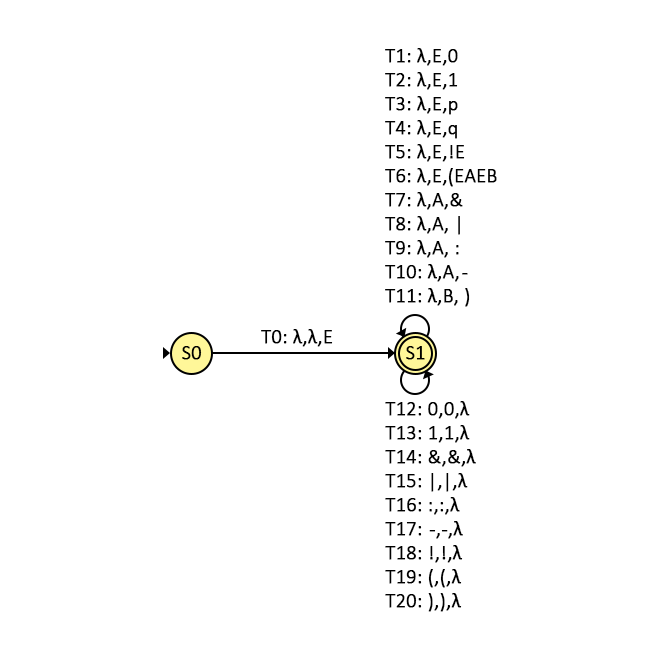 T1: λ,E,0
T2: λ,E,1
T3: λ,E,p
T4: λ,E,q
T5: λ,E,!E
T6: λ,E,(EAEB
T7: λ,A,&
T8: λ,A, |
T9: λ,A, :
T10: λ,A,-
T11: λ,B, )
T0: λ,λ,E
S0
S1
T12: 0,0,λ
T13: 1,1,λ
T14: &,&,λ
T15: |,|,λ
T16: :,:,λ
T17: -,-,λ
T18: !,!,λ
T19: (,(,λ
T20: ),),λ